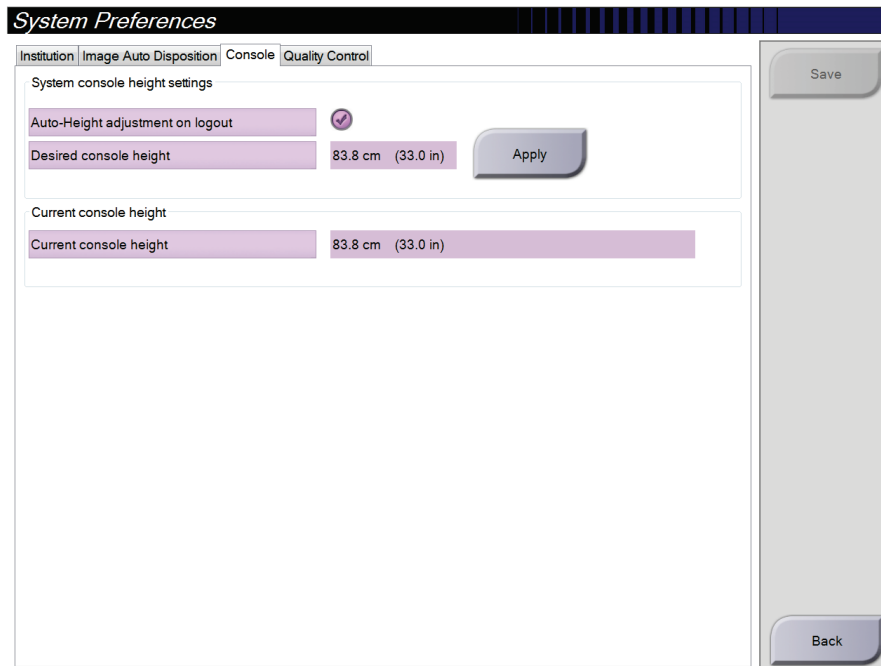 System Preferences
Institution Image Auto Disposition Console Quality Control
Save
System console height settings
Auto-Height adjustment on logout
Desired console height 83.8 cm (33.0 in) Apply
Current console height
Current console height 83.8 cm (33.0 in)
Back